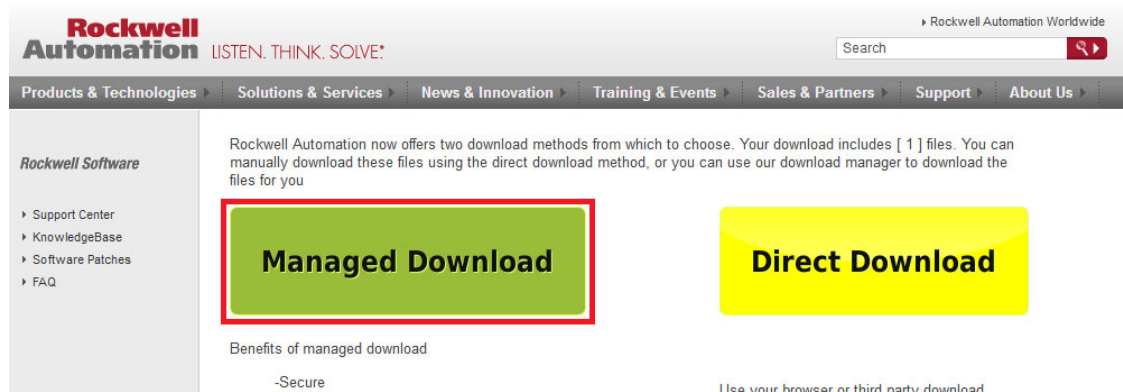 Rockwell
Automation LISTEN. THINK. SOLVE.®
Rockwell Automation Worldwide
Search
Products & Technologies Solutions & Services News & Innovation Training & Events Sales & Partners Support About Us
Rockwell Software
Support Center
KnowledgeBase
Software Patches
FAQ
Rockwell Automation now offers two download methods from which to choose. Your download includes [ 1 ] files. You can
manually download these files using the direct download method, or you can use our download manager to download the
files for you
Managed Download
Direct Download
Benefits of managed download
-Secure
Use your browser or third party download